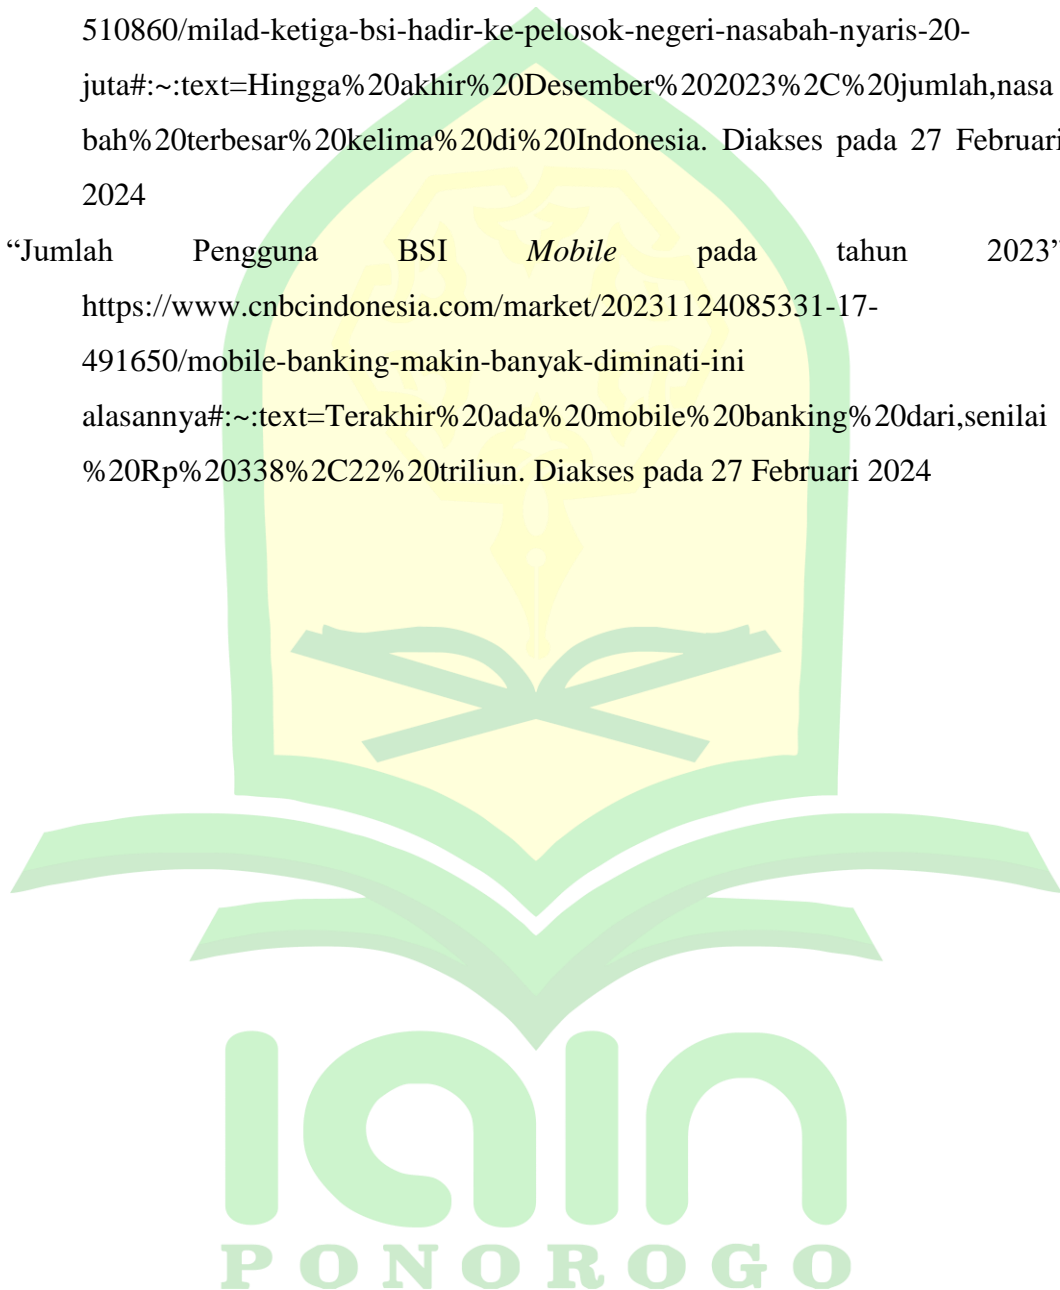 510860/milad-ketiga-bsi-hadir-ke-pelosok-negeri-nasabah-nyaris-20-
juta#:~:text=Hingga%20akhir%20Desember%202023%2C%20jumlah,nasa
bah%20terbesar%20kelima%20di%20Indonesia. Diakses pada 27 Februari
2024
“Jumlah Pengguna BSI Mobile pada tahun 2023”
https://www.cnbcindonesia.com/market/20231124085331-17-
491650/mobile-banking-makin-banyak-diminati-ini
alasannya#:~:text=Terakhir%20ada%20mobile%20banking%20dari,senilai
%20Rp%20338%2C22%20triliun. Diakses pada 27 Februari 2024
iain
PONOROGO